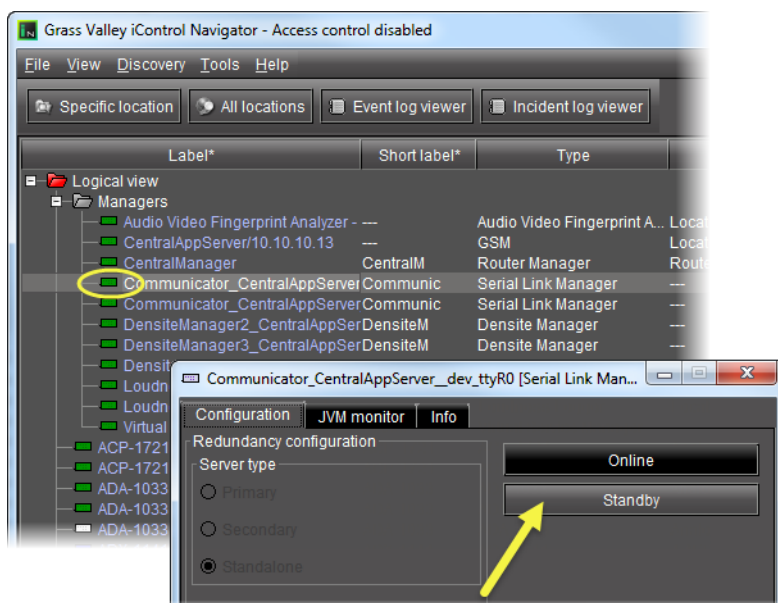 Grass Valley iControl Navigator - Access control disabled
File View Discovery Tools Help
Specific location All locations Event log viewer Incident log viewer
Label* Short label* Type
Logical view
Managers
Audio Video Fingerprint Analyzer - --- Audio Video Fingerprint A... Locat
CentralAppServer/10.10.10.13 --- GSM Locat
CentralManager CentralM Router Manager Route
Communicator_CentralAppServer Communic Serial Link Manager ---
Communicator_CentralAppServer Communic Serial Link Manager ---
DensiteManager2_CentralAppSer DensiteM Densite Manager ---
DensiteManager3_CentralAppSer DensiteM Densite Manager ---
Densit
Loudn
Loudn
Virtual
ACP-1721
ACP-1721
ADA-1033
ADA-1033
ADA-1033
Communicator_CentralAppServer__dev_ttyR0 [Serial Link Man...
Configuration JVM monitor Info
Redundancy configuration
Server type
Primary
Secondary
Standalone
Online
Standby